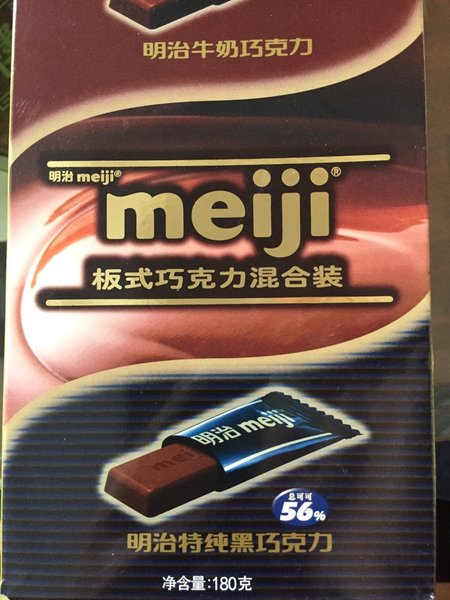 明治牛奶巧克力
明治 meiji®
meiji®
板式巧克力混合装
明治 meiji
meiji
总可可
56%
明治特纯黑巧克力
净含量:180克